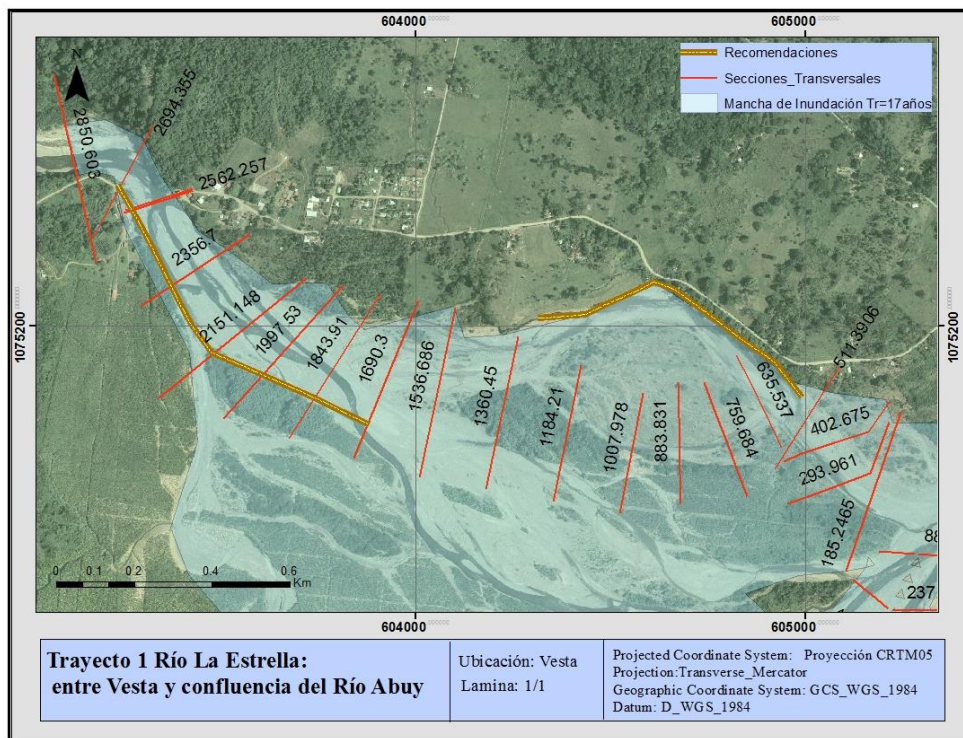 604000
605000
Recomendaciones
Secciones_Transversales
Mancha de Inundación Tr=17años
N
2850.603
2694.355
2562.257
2356.7
2151.148
1997.53
1843.91
1690.3
1536.686
1360.45
1184.21
1007.978
883.831
759.684
635.537
511.3906
402.675
293.961
185.2465
88
237
1075200
1075200
0 0.1 0.2 0.4 0.6
Km
604000
605000
Trayecto 1 Río La Estrella:
entre Vesta y confluencia del Río Abuy
Ubicación: Vesta
Lamina: 1/1
Projected Coordinate System: Proyección CRTM05
Projection:Transverse_Mercator
Geographic Coordinate System: GCS_WGS_1984
Datum: D_WGS_1984